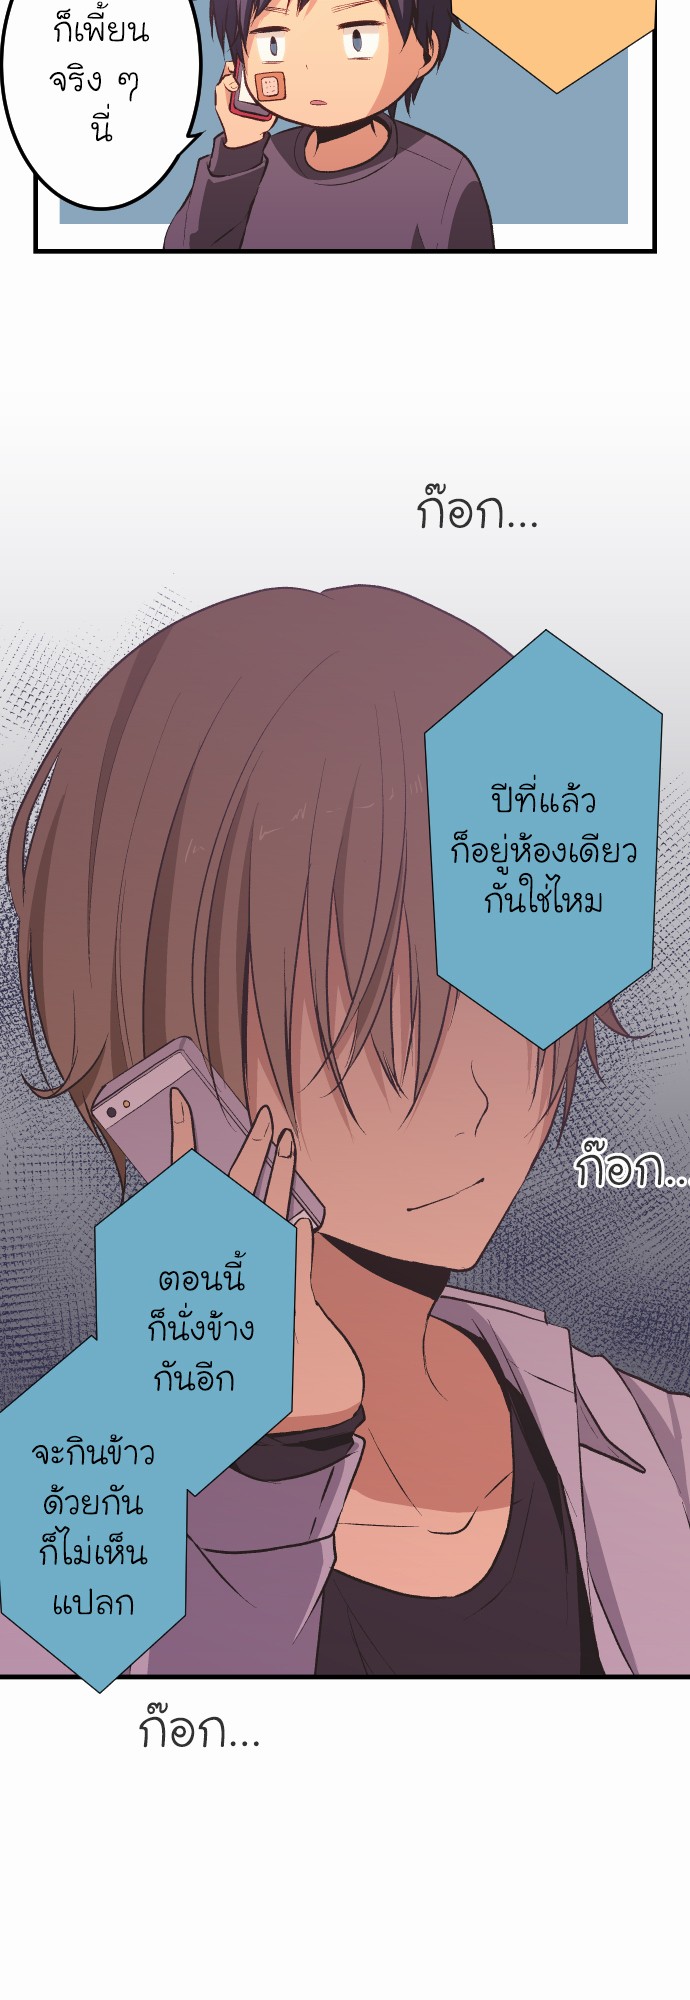 ก็เพี้ยน
จริง ๆ
นี่
ก๊อก...
ปีที่แล้ว
ก็อยู่ห้องเดียว
กันใช่ไหม
ก๊อก...
ตอนนี้
ก็นั่งข้าง
กันอีก
จะกินข้าว
ด้วยกัน
ก็ไม่เห็น
แปลก
ก๊อก...